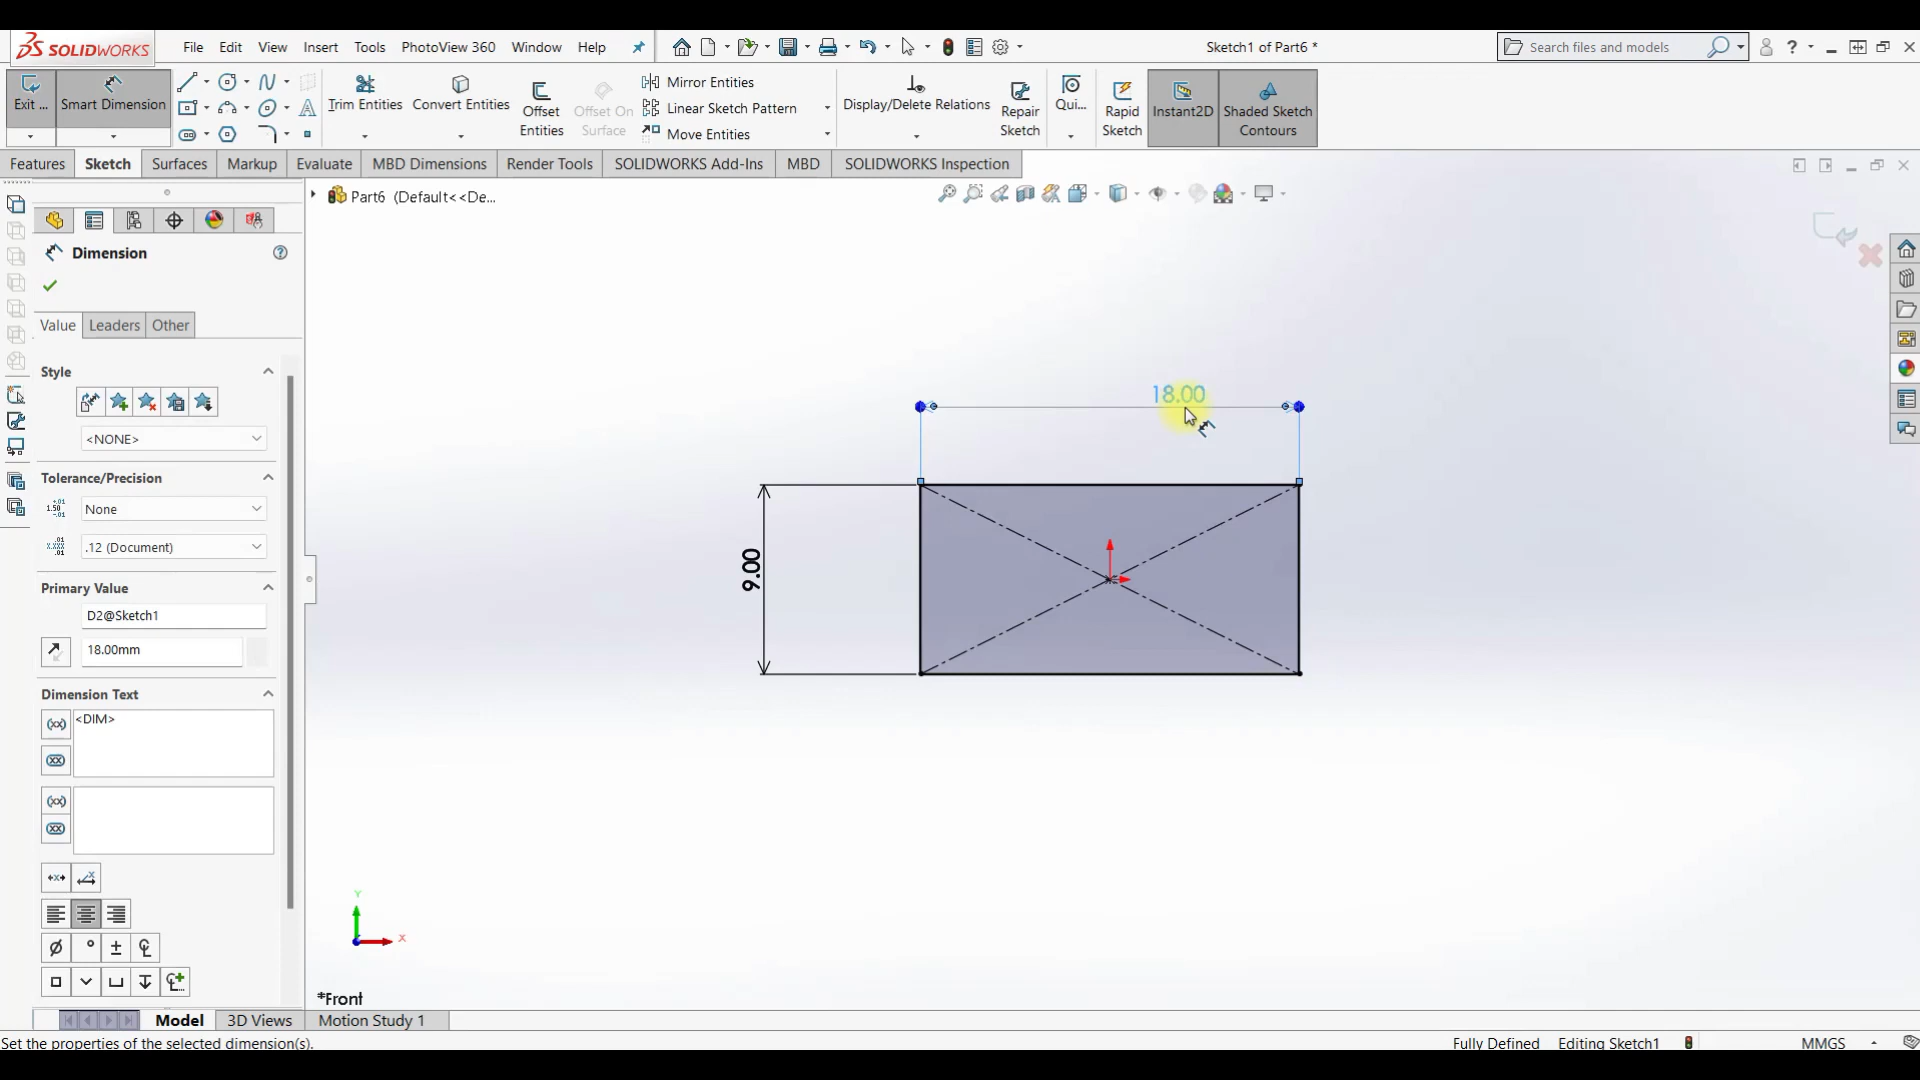 SOLIDWORKS File Edit View Insert Tools PhotoView 360 Window Help Sketch1 of Part6 * Search files and models ?
Exit ... Smart Dimension Trim Entities Convert Entities Offset Entities Offset On Surface Mirror Entities Linear Sketch Pattern Move Entities Display/Delete Relations Repair Sketch Qui... Rapid Sketch Instant2D Shaded Sketch Contours
Features Sketch Surfaces Markup Evaluate MBD Dimensions Render Tools SOLIDWORKS Add-Ins MBD SOLIDWORKS Inspection
Part6 (Default<<De...
Dimension
Value Leaders Other
Style
<NONE>
Tolerance/Precision
None
.12 (Document)
Primary Value
D2@Sketch1
18.00mm
Dimension Text
<DIM>
18.00
9.00
Y
X
*Front
Model 3D Views Motion Study 1
Set the properties of the selected dimension(s). Fully Defined Editing Sketch1 MMGS